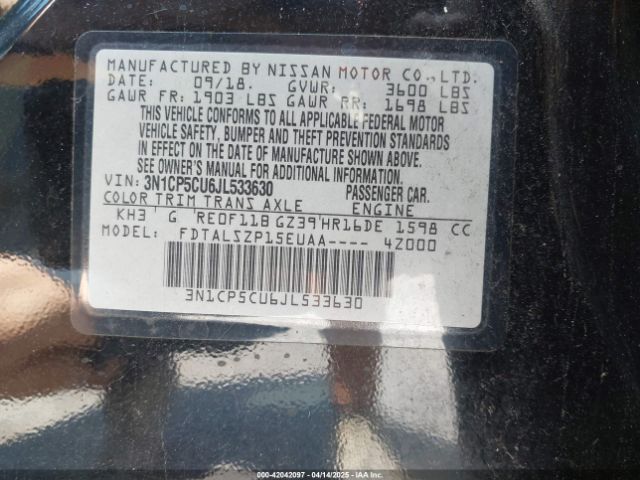 MANUFACTURED BY NISSAN MOTOR CO., LTD.
DATE: 09/18. GVWR: 3600 LBS
GAWR FR: 1903 LBS GAWR RR: 1698 LBS
THIS VEHICLE CONFORMS TO ALL APPLICABLE FEDERAL MOTOR
VEHICLE SAFETY, BUMPER AND THEFT PREVENTION STANDARDS
IN EFFECT ON THE DATE OF MANUFACTURE SHOWN ABOVE.
SEE OWNER'S MANUAL FOR ADDITIONAL INFORMATION.
VIN: 3N1CP5CU6JL533630 PASSENGER CAR.
COLOR TRIM TRANS AXLE ENGINE
KH3 G RE0F11B GZ39 HR16DE 1598 CC
MODEL: FDTALSZP15EUAA---- 4Z000
3N1CP5CU6JL533630
000-42042097 - 04/14/2025 - IAAI.COM